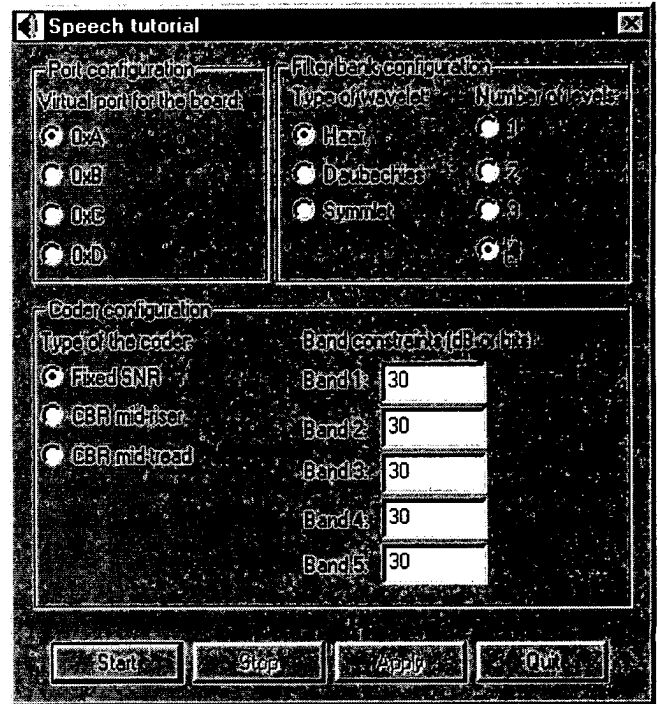 Speech tutorial
Port configuration
Virtual port for the board:
0xA
0xB
0xC
0xD
Filter bank configuration
Type of wavelet:
Haar
Daubechies
Symmlet
Number of levels:
1
2
3
4
Coder configuration
Type of the coder:
Fixed SNR
CBR mid-riser
CBR mid-tread
Band constraints (dB or bits):
Band 1: 30
Band 2: 30
Band 3: 30
Band 4: 30
Band 5: 30
Start
Stop
Apply
Quit